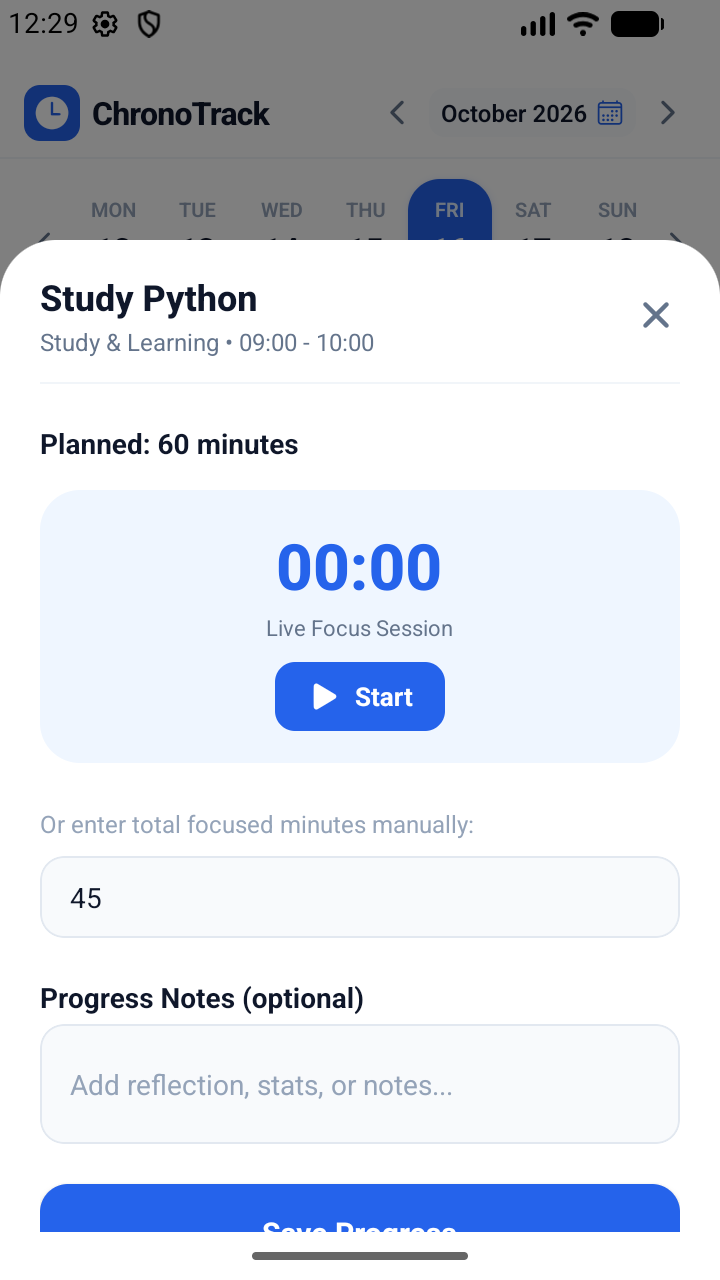 12:29
ChronoTrack
October 2026
MON TUE WED THU FRI SAT SUN
Study Python
Study & Learning • 09:00 - 10:00
Planned: 60 minutes
00:00
Live Focus Session
Start
Or enter total focused minutes manually:
45
Progress Notes (optional)
Add reflection, stats, or notes...
Save Progress